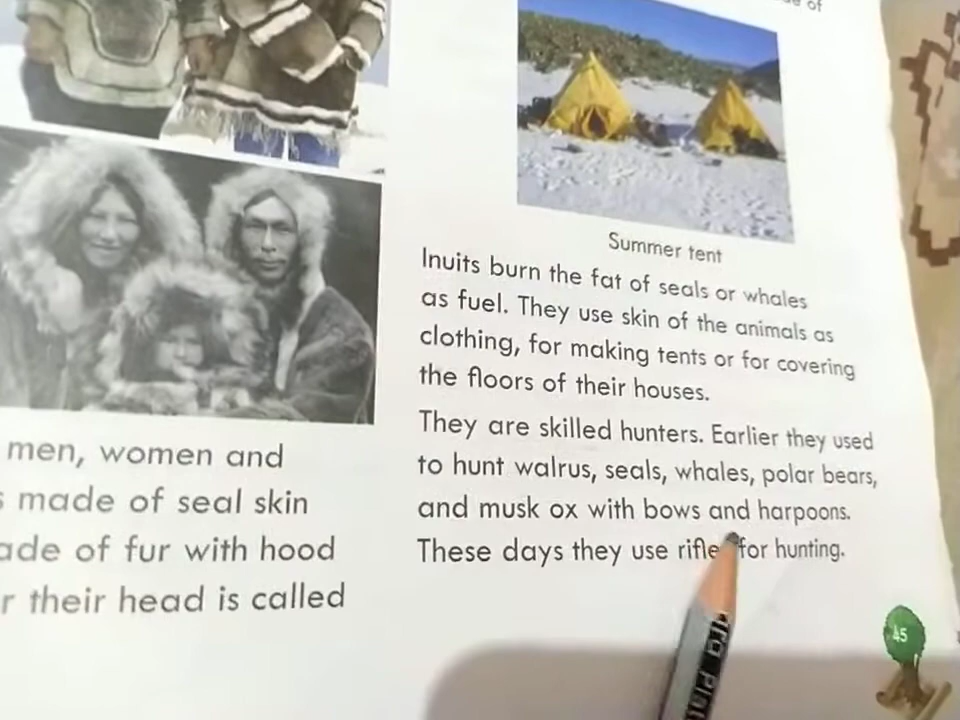 of
Summer tent
Inuits burn the fat of seals or whales
as fuel. They use skin of the animals as
clothing, for making tents or for covering
the floors of their houses.
They are skilled hunters. Earlier they used
to hunt walrus, seals, whales, polar bears,
and musk ox with bows and harpoons.
These days they use rifles for hunting.
men, women and
made of seal skin
ade of fur with hood
r their head is called
45